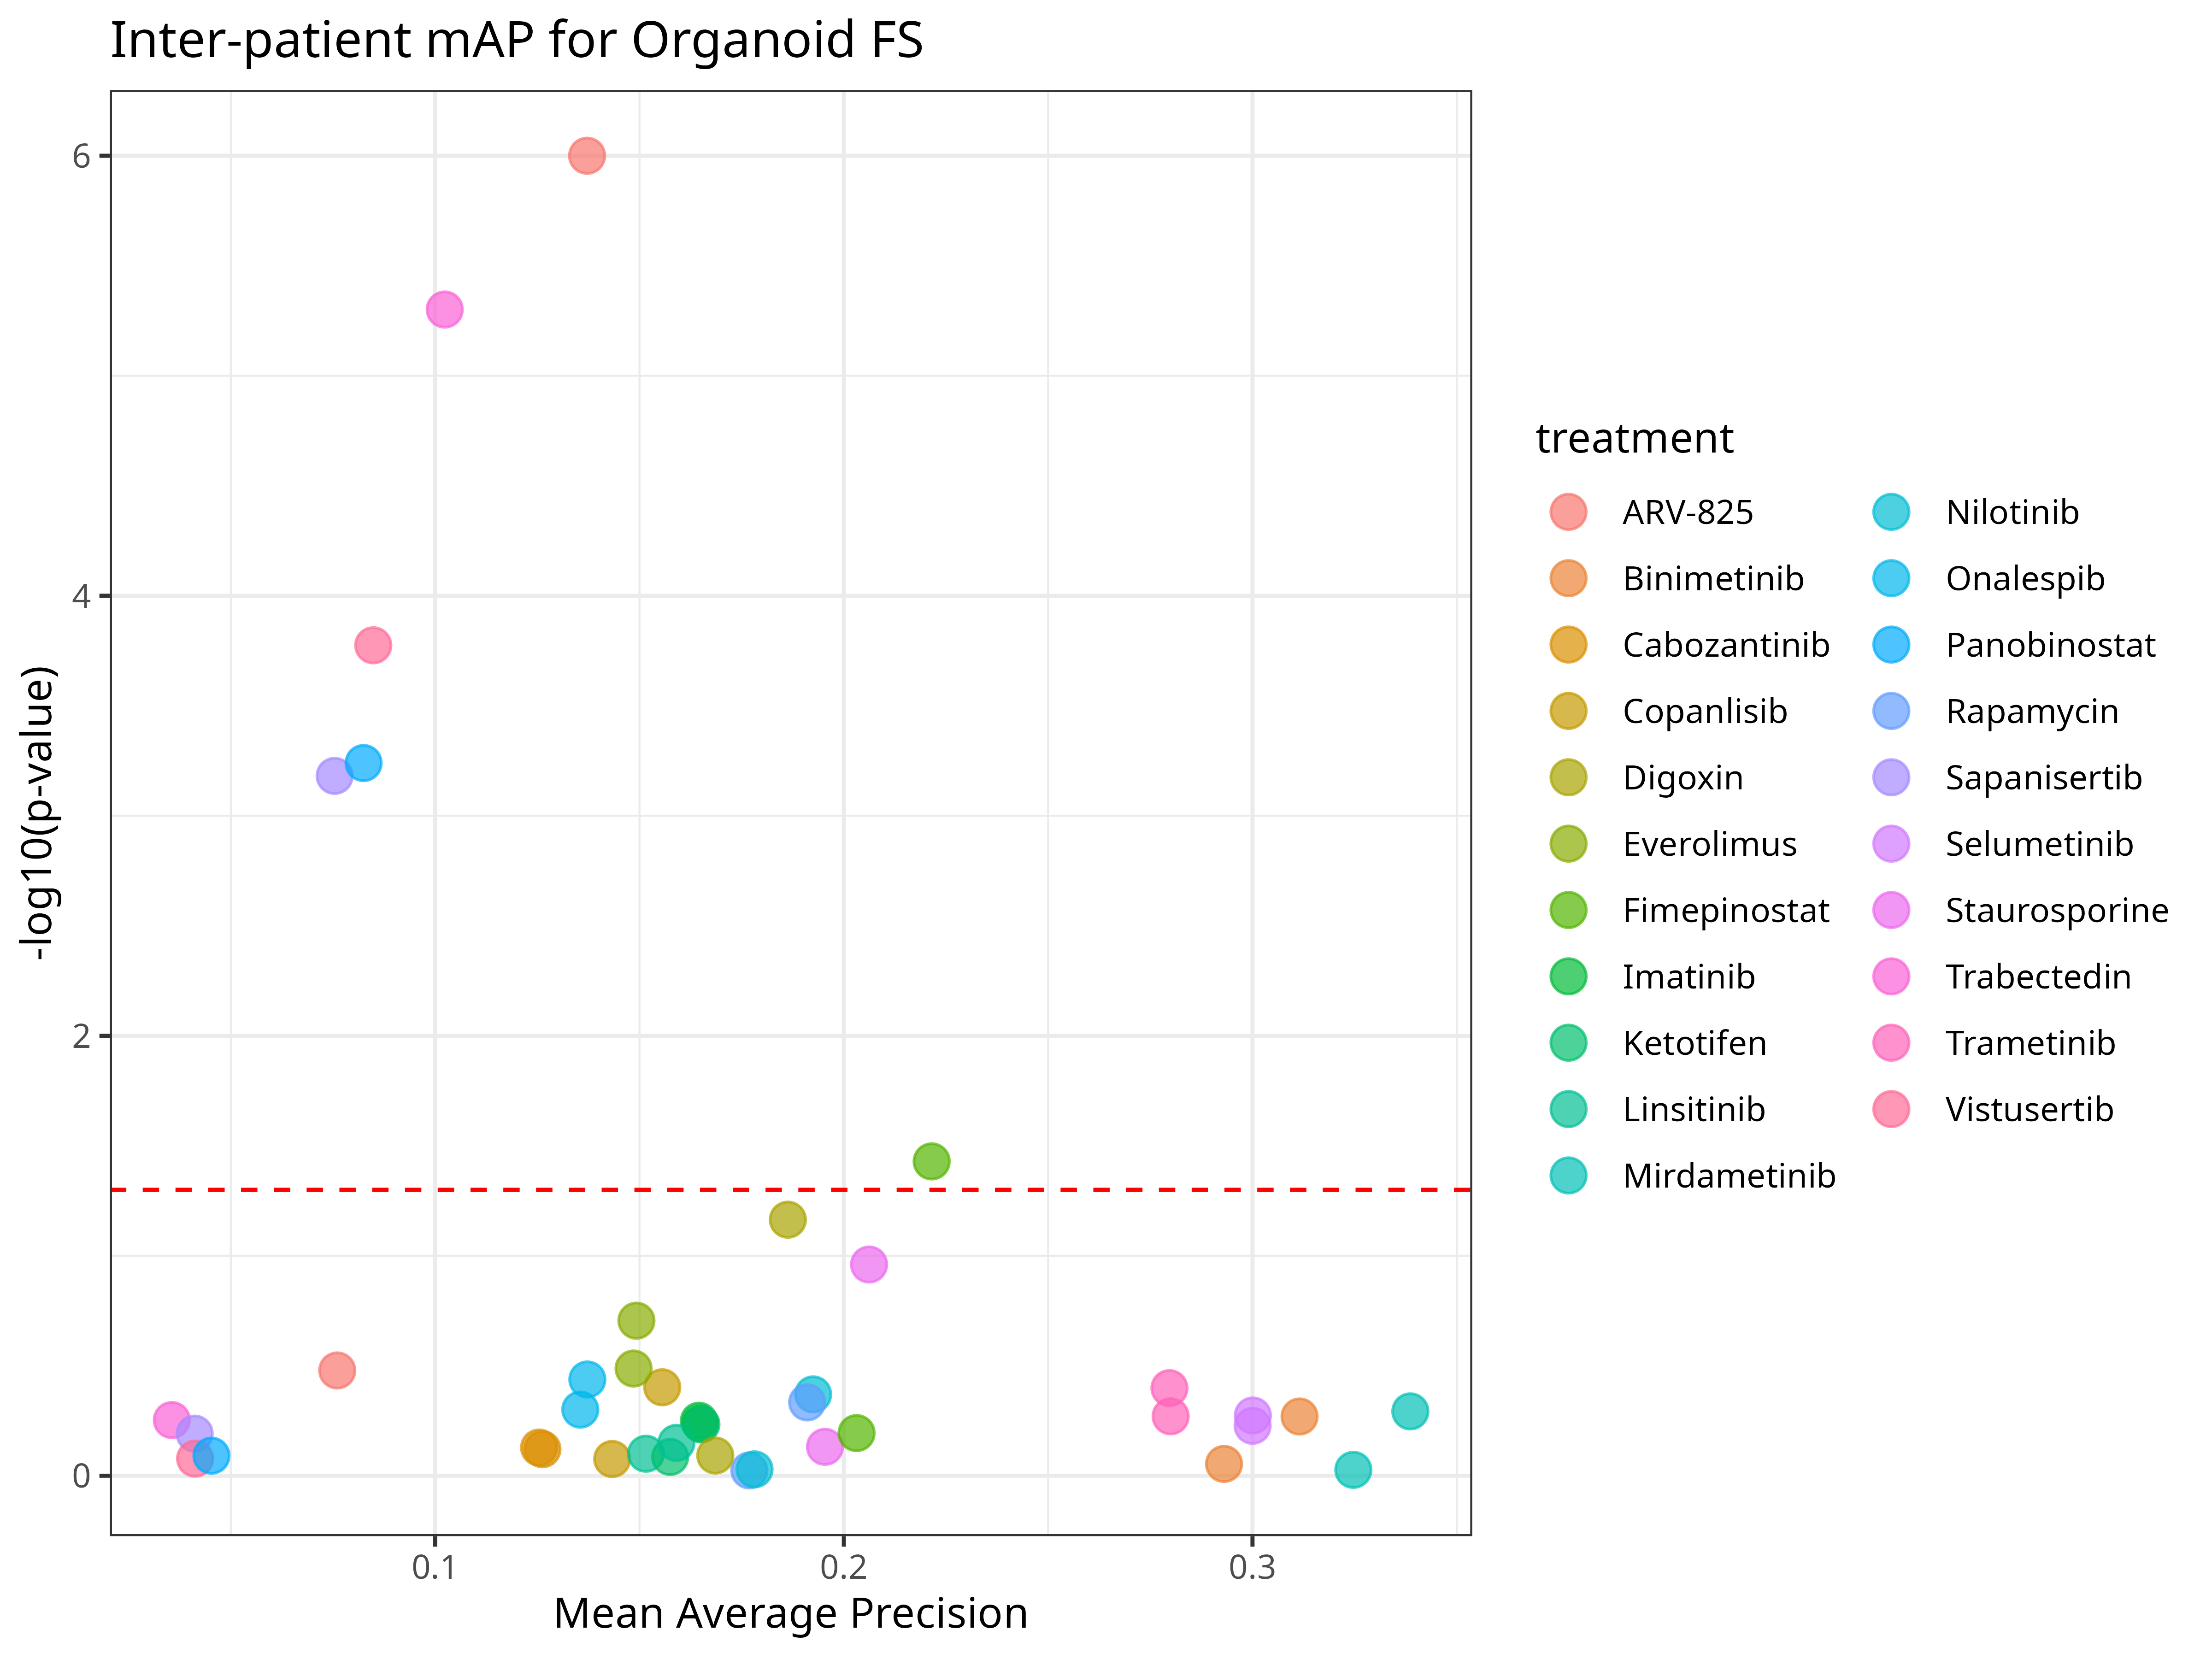 Inter-patient mAP for Organoid FS
-log10(p-value)
6
4
2
0
0.1
0.2
0.3
Mean Average Precision
treatment
ARV-825
Binimetinib
Cabozantinib
Copanlisib
Digoxin
Everolimus
Fimepinostat
Imatinib
Ketotifen
Linsitinib
Mirdametinib
Nilotinib
Onalespib
Panobinostat
Rapamycin
Sapanisertib
Selumetinib
Staurosporine
Trabectedin
Trametinib
Vistusertib